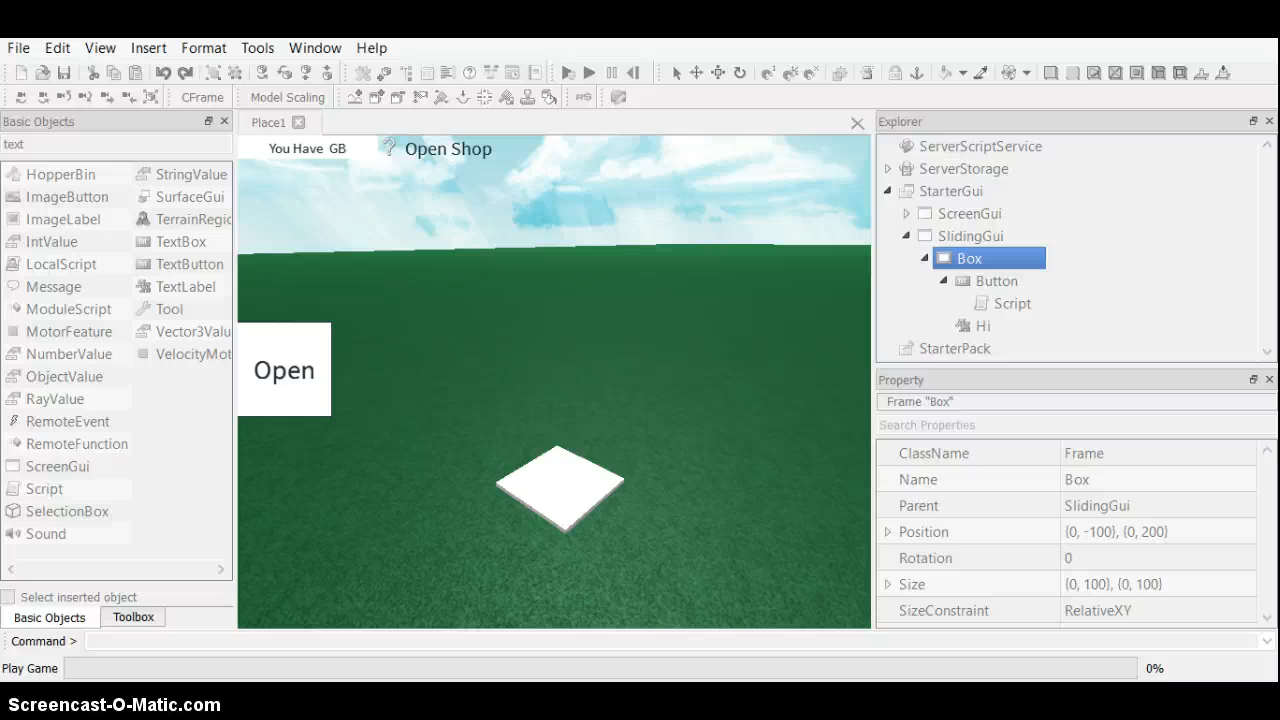 File Edit View Insert Format Tools Window Help
CFrame Model Scaling
Basic Objects
text
HopperBin StringValue
ImageButton SurfaceGui
ImageLabel TerrainRegi
IntValue TextBox
LocalScript TextButton
Message TextLabel
ModuleScript Tool
MotorFeature Vector3Valu
NumberValue VelocityMot
ObjectValue
RayValue
RemoteEvent
RemoteFunction
ScreenGui
Script
SelectionBox
Sound
Select inserted object
Basic Objects Toolbox
Place1
You Have GB ? Open Shop
Open
Explorer
ServerScriptService
ServerStorage
StarterGui
ScreenGui
SlidingGui
Box
Button
Script
Hi
StarterPack
Property
Frame "Box"
Search Properties
ClassName Frame
Name Box
Parent SlidingGui
Position {0, -100}, {0, 200}
Rotation 0
Size {0, 100}, {0, 100}
SizeConstraint RelativeXY
Command >
Play Game 0%
Screencast-O-Matic.com